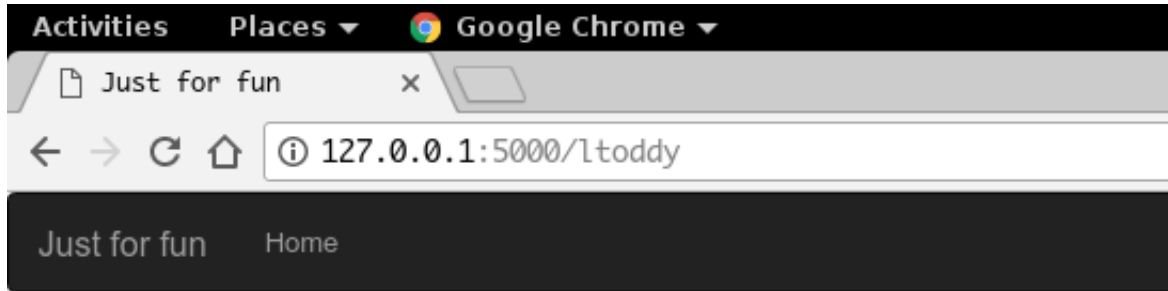 Activities Places Google Chrome
Just for fun
127.0.0.1:5000/ltoddy
Just for fun Home